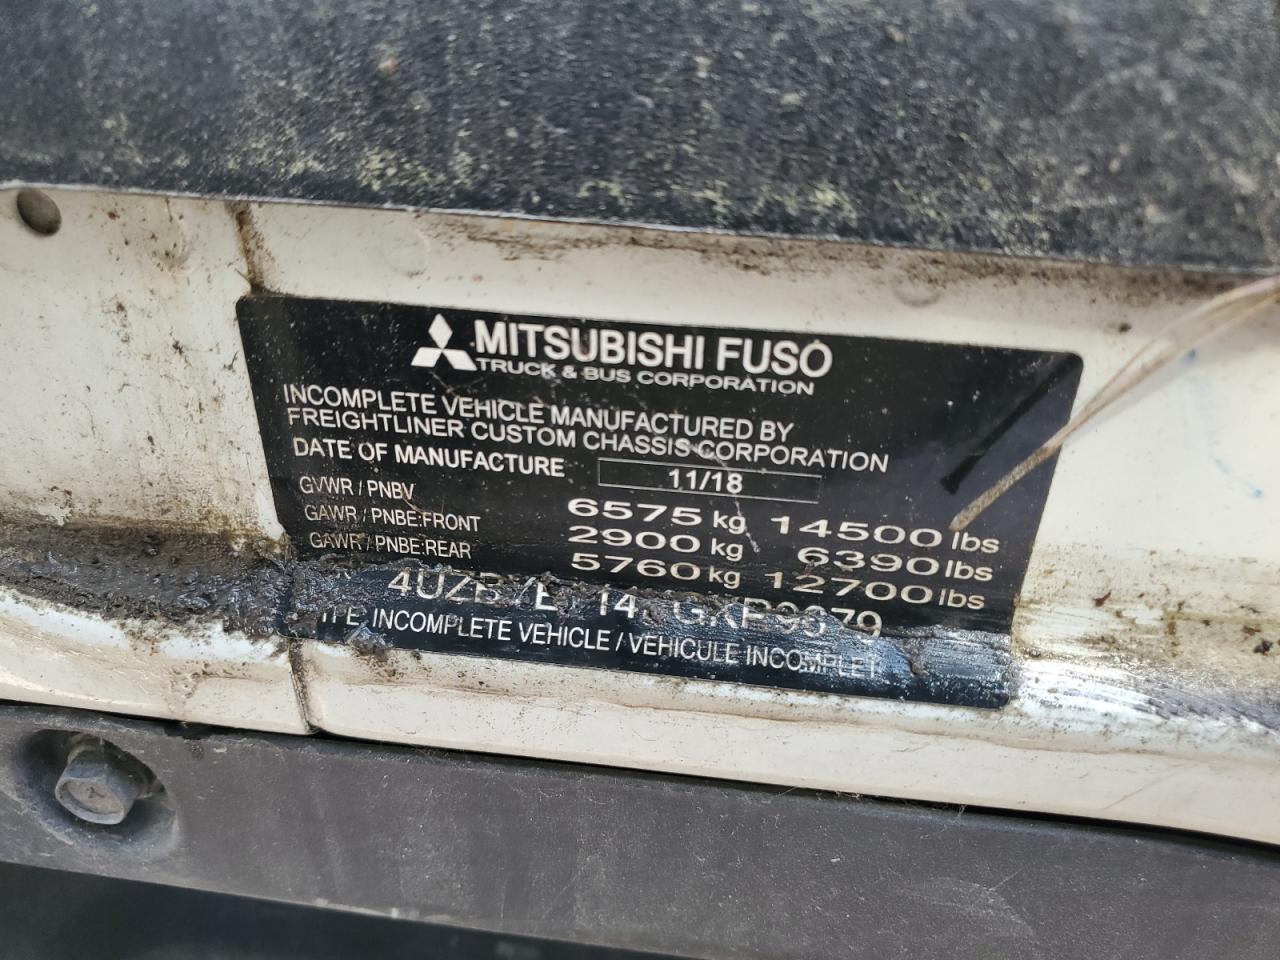 MITSUBISHI FUSO
TRUCK & BUS CORPORATION
INCOMPLETE VEHICLE MANUFACTURED BY
FREIGHTLINER CUSTOM CHASSIS CORPORATION
DATE OF MANUFACTURE 11/18
GVWR / PNBV 6575 kg 14500 lbs
GAWR / PNBE:FRONT 2900 kg 6390 lbs
GAWR / PNBE:REAR 5760 kg 12700 lbs
INCOMPLETE VEHICLE / VEHICULE INCOMPLET